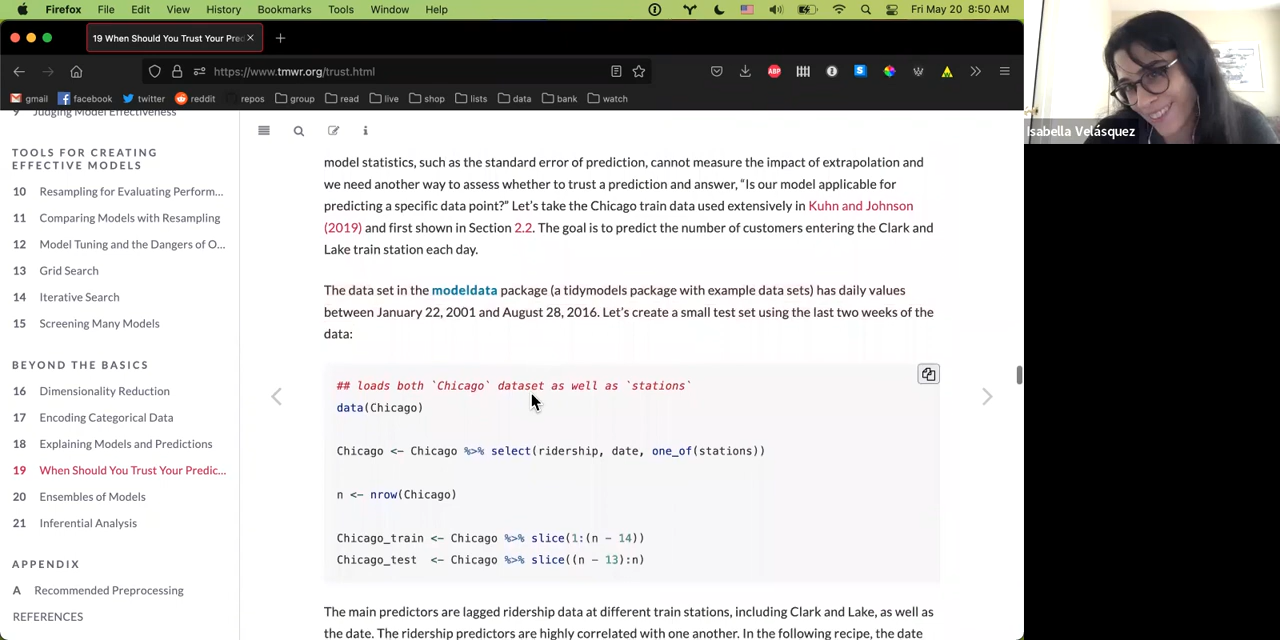 Firefox File Edit View History Bookmarks Tools Window Help Fri May 20 8:50 AM
19 When Should You Trust Your Pre
https://www.tmwr.org/trust.html
gmail facebook twitter reddit repos group read live shop lists data bank watch
Isabella Velásquez
9 Judging Model Effectiveness
TOOLS FOR CREATING
EFFECTIVE MODELS
10 Resampling for Evaluating Perform...
11 Comparing Models with Resampling
12 Model Tuning and the Dangers of O...
13 Grid Search
14 Iterative Search
15 Screening Many Models
BEYOND THE BASICS
16 Dimensionality Reduction
17 Encoding Categorical Data
18 Explaining Models and Predictions
19 When Should You Trust Your Predic...
20 Ensembles of Models
21 Inferential Analysis
APPENDIX
A Recommended Preprocessing
REFERENCES
model statistics, such as the standard error of prediction, cannot measure the impact of extrapolation and
we need another way to assess whether to trust a prediction and answer, “Is our model applicable for
predicting a specific data point?” Let’s take the Chicago train data used extensively in Kuhn and Johnson
(2019) and first shown in Section 2.2. The goal is to predict the number of customers entering the Clark and
Lake train station each day.
The data set in the modeldata package (a tidymodels package with example data sets) has daily values
between January 22, 2001 and August 28, 2016. Let’s create a small test set using the last two weeks of the
data:
## loads both `Chicago` dataset as well as `stations`
data(Chicago)
Chicago <- Chicago %>% select(ridership, date, one_of(stations))
n <- nrow(Chicago)
Chicago_train <- Chicago %>% slice(1:(n - 14))
Chicago_test <- Chicago %>% slice((n - 13):n)
The main predictors are lagged ridership data at different train stations, including Clark and Lake, as well as
the date. The ridership predictors are highly correlated with one another. In the following recipe, the date